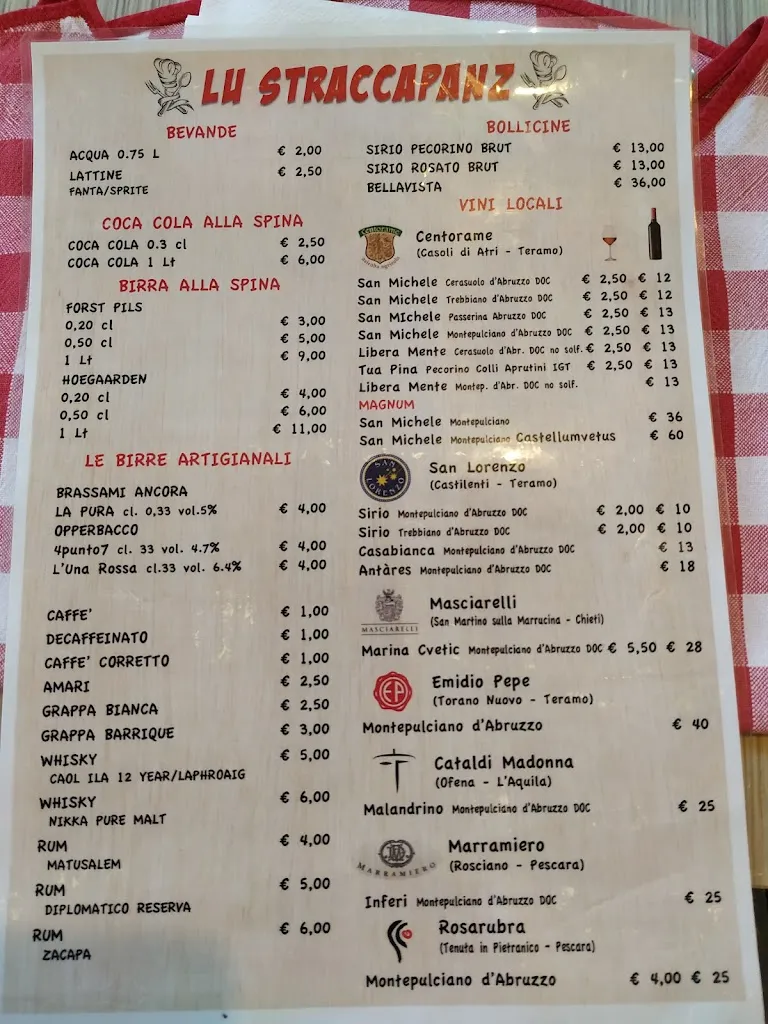 LU STRACCAPANZ
BEVANDE
ACQUA 0.75 L € 2,00
LATTINE € 2,50
FANTA/SPRITE
COCA COLA ALLA SPINA
COCA COLA 0.3 cl € 2,50
COCA COLA 1 Lt € 6,00
BIRRA ALLA SPINA
FORST PILS
0,20 cl € 3,00
0,50 cl € 5,00
1 Lt € 9,00
HOEGAARDEN
0,20 cl € 4,00
0,50 cl € 6,00
1 Lt € 11,00
LE BIRRE ARTIGIANALI
BRASSAMI ANCORA
LA PURA cl. 0,33 vol.5% € 4,00
OPPERBACCO
4punto7 cl. 33 vol. 4.7% € 4,00
L'Una Rossa cl.33 vol. 6.4% € 4,00
CAFFE' € 1,00
DECAFFEINATO € 1,00
CAFFE' CORRETTO € 1,00
AMARI € 2,50
GRAPPA BIANCA € 2,50
GRAPPA BARRIQUE € 3,00
WHISKY € 5,00
CAOL ILA 12 YEAR/LAPHROAIG
WHISKY € 6,00
NIKKA PURE MALT
RUM € 4,00
MATUSALEM
RUM € 5,00
DIPLOMATICO RESERVA
RUM € 6,00
ZACAPA
BOLLICINE
SIRIO PECORINO BRUT € 13,00
SIRIO ROSATO BRUT € 13,00
BELLAVISTA € 36,00
VINI LOCALI
Centorame
Centorame
(Casoli di Atri - Teramo)
San Michele Cerasuolo d'Abruzzo DOC € 2,50 € 12
San Michele Trebbiano d'Abruzzo DOC € 2,50 € 12
San MIchele Passerina Abruzzo DOC € 2,50 € 13
San Michele Montepulciano d'Abruzzo DOC € 2,50 € 13
Libera Mente Cerasuolo d'Abr. DOC no solf. € 2,50 € 13
Tua Pina Pecorino Colli Aprutini IGT € 2,50 € 13
Libera Mente Montep. d'Abr. DOC no solf. € 13
MAGNUM
San Michele Montepulciano € 36
San Michele Montepulciano Castellumvetus € 60
SAN LORENZO
San Lorenzo
(Castilenti - Teramo)
Sirio Montepulciano d'Abruzzo DOC € 2,00 € 10
Sirio Trebbiano d'Abruzzo DOC € 2,00 € 10
Casabianca Montepulciano d'Abruzzo DOC € 13
Antàres Montepulciano d'Abruzzo DOC € 18
MASCIARELLI
Masciarelli
(San Martino sulla Marrucina - Chieti)
Marina Cvetic Montepulciano d'Abruzzo DOC € 5,50 € 28
EP
Emidio Pepe
(Torano Nuovo - Teramo)
Montepulciano d'Abruzzo € 40
Cataldi Madonna
(Ofena - L'Aquila)
Malandrino Montepulciano d'Abruzzo DOC € 25
MARRAMIERO
Marramiero
(Rosciano - Pescara)
Inferi Montepulciano d'Abruzzo DOC € 25
Rosarubra
(Tenuta in Pietranico - Pescara)
Montepulciano d'Abruzzo € 4,00 € 25